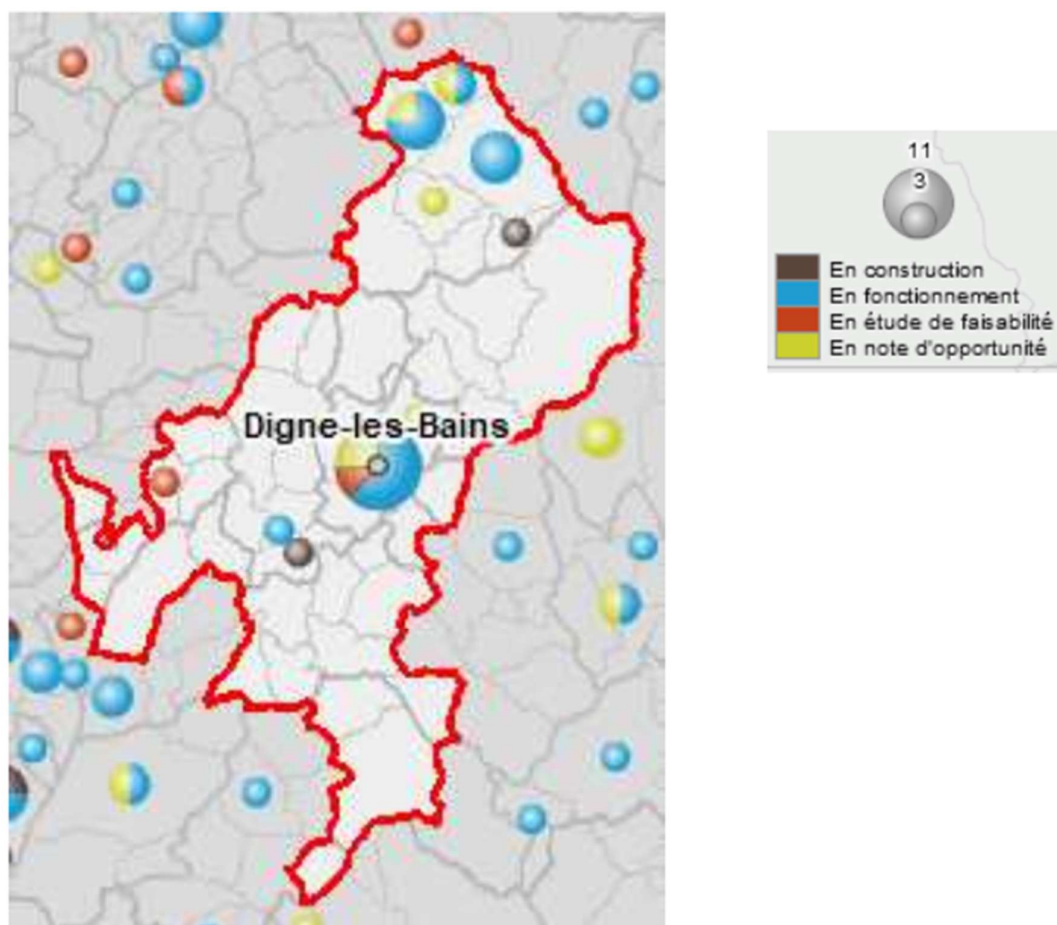 Digne-les-Bains
11
3
En construction
En fonctionnement
En étude de faisabilité
En note d'opportunité